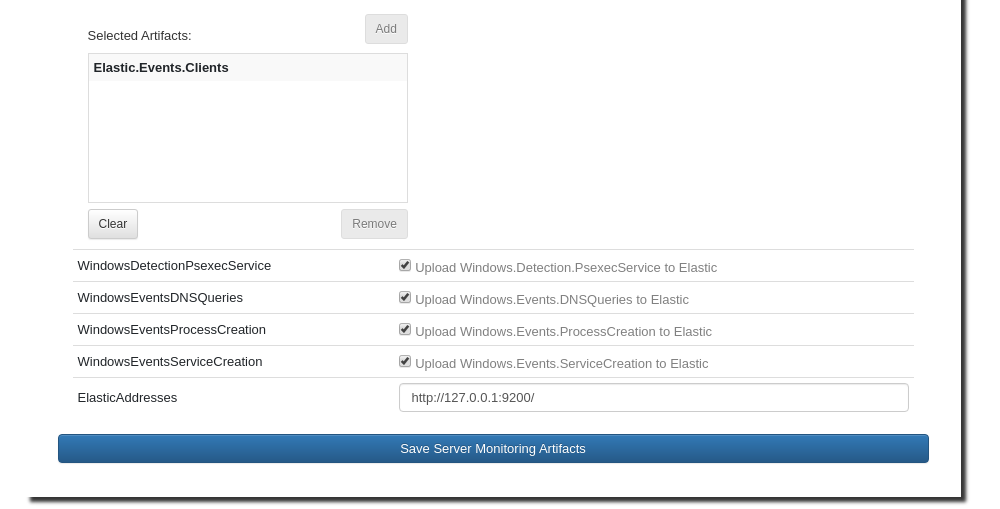 Add
Selected Artifacts:
Elastic.Events.Clients
Clear Remove
WindowsDetectionPsexecService Upload Windows.Detection.PsexecService to Elastic
WindowsEventsDNSQueries Upload Windows.Events.DNSQueries to Elastic
WindowsEventsProcessCreation Upload Windows.Events.ProcessCreation to Elastic
WindowsEventsServiceCreation Upload Windows.Events.ServiceCreation to Elastic
ElasticAddresses http://127.0.0.1:9200/
Save Server Monitoring Artifacts